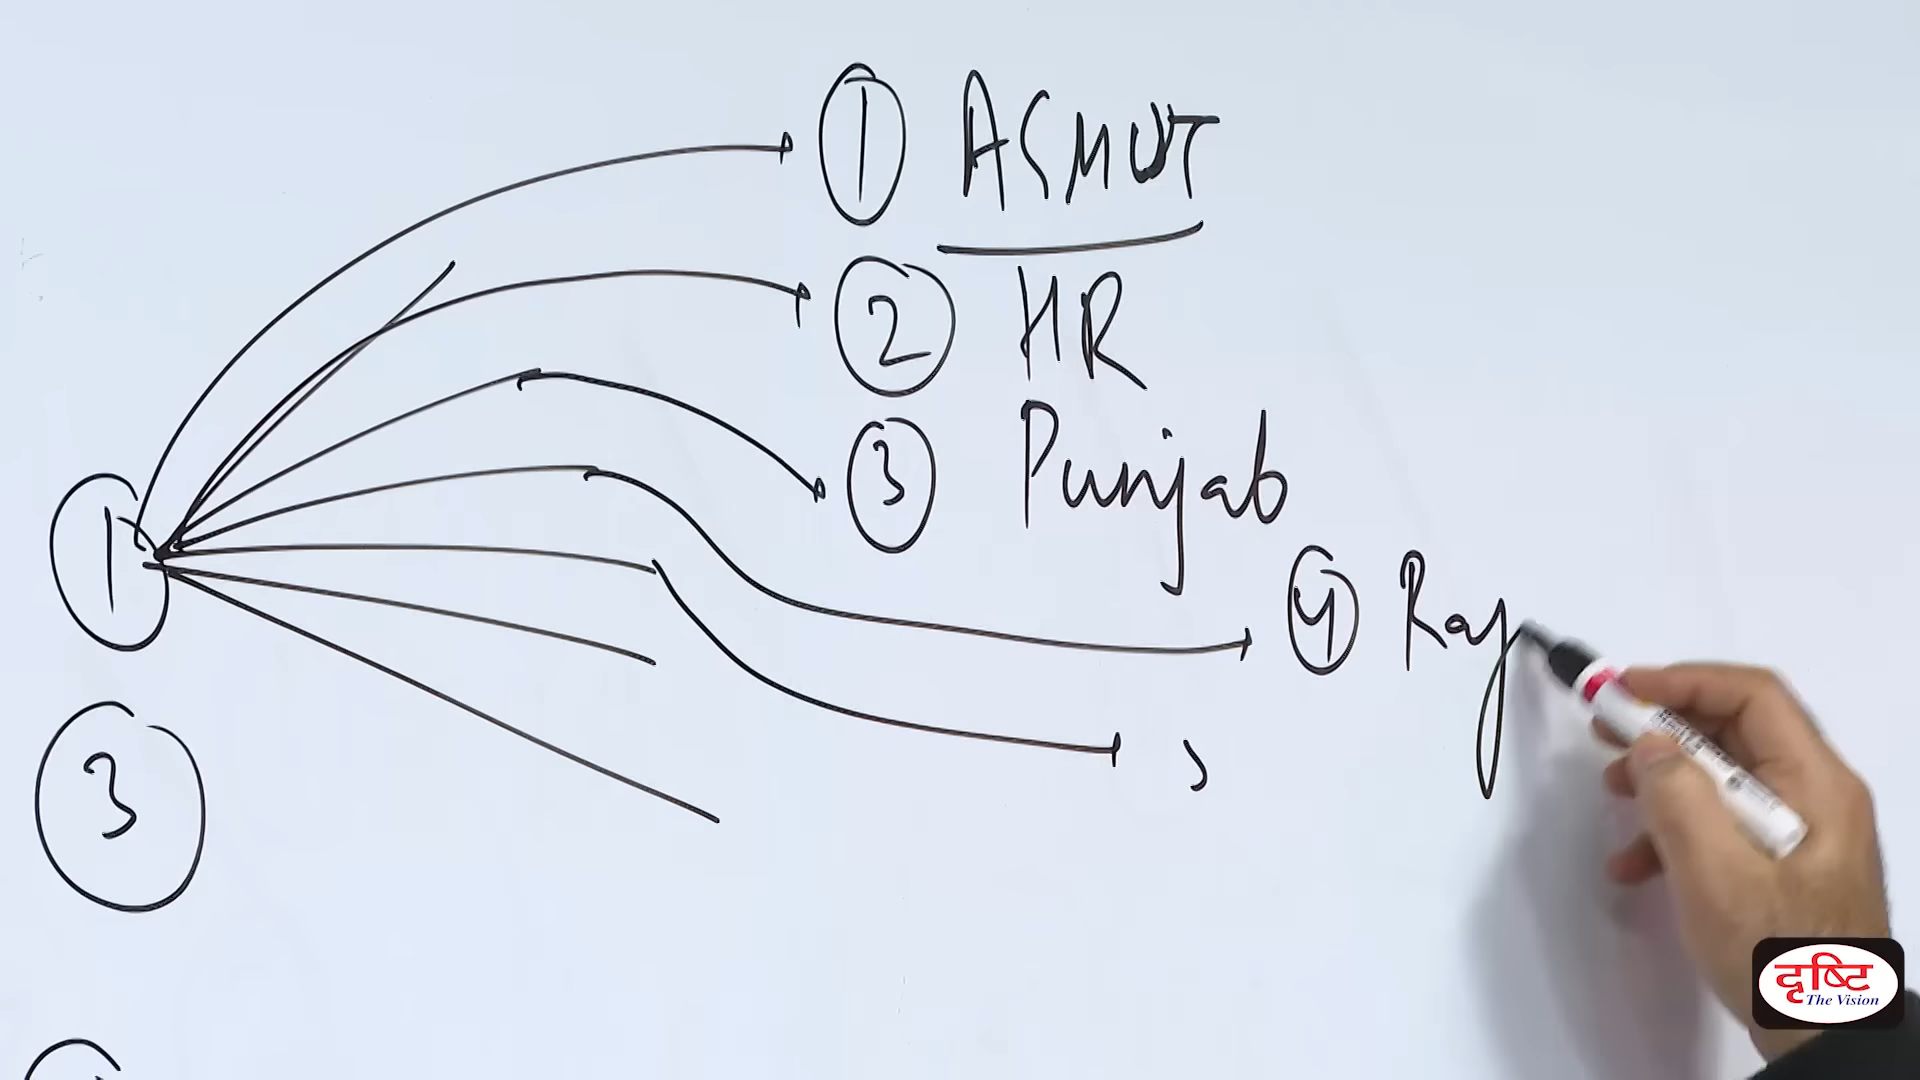 ① ASMUT
② HR
③ Punjab
1
④ Raj
3
दृष्टि
The Vision